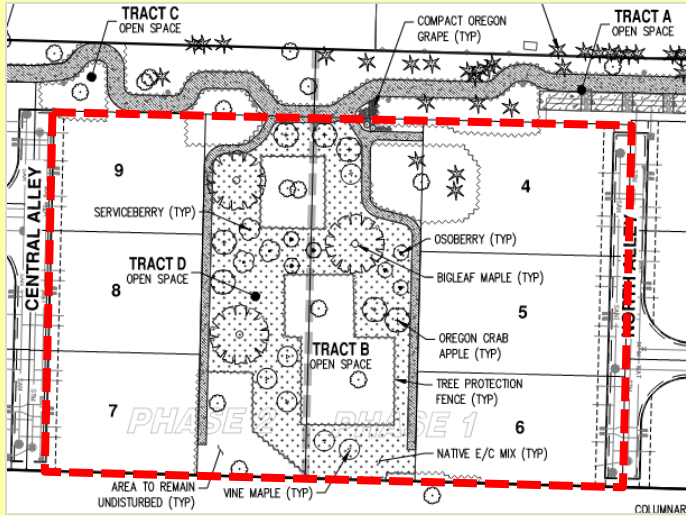 TRACT C
OPEN SPACE
COMPACT OREGON
GRAPE (TYP)
TRACT A
OPEN SPACE
CENTRAL ALLEY
9
4
NORTH ALLEY
SERVICEBERRY (TYP)
OSOBERRY (TYP)
TRACT D
OPEN SPACE
BIGLEAF MAPLE (TYP)
8
5
OREGON CRAB
APPLE (TYP)
TRACT B
OPEN SPACE
TREE PROTECTION
FENCE (TYP)
7
PHASE 2
PHASE 1
6
NATIVE E/C MIX (TYP)
AREA TO REMAIN
UNDISTURBED (TYP)
VINE MAPLE (TYP)
COLUMNAR